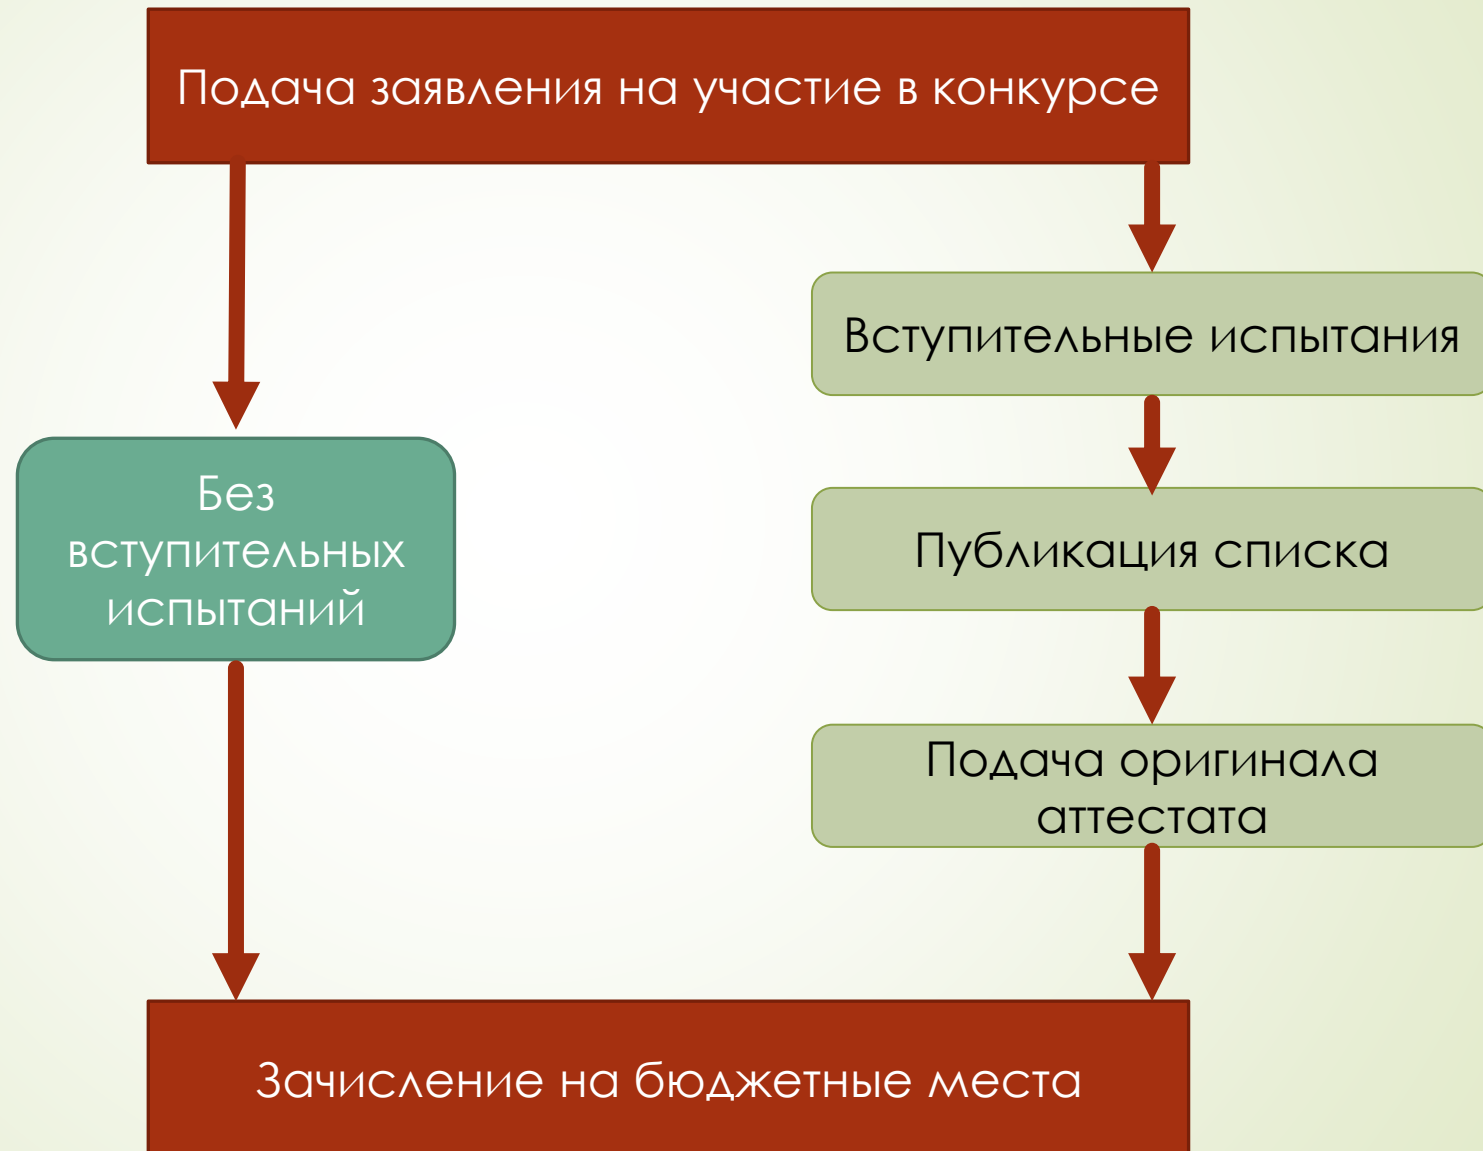 Подача заявления на участие в конкурсе
Без
вступительных
испытаний
Вступительные испытания
Публикация списка
Подача оригинала
аттестата
Зачисление на бюджетные места